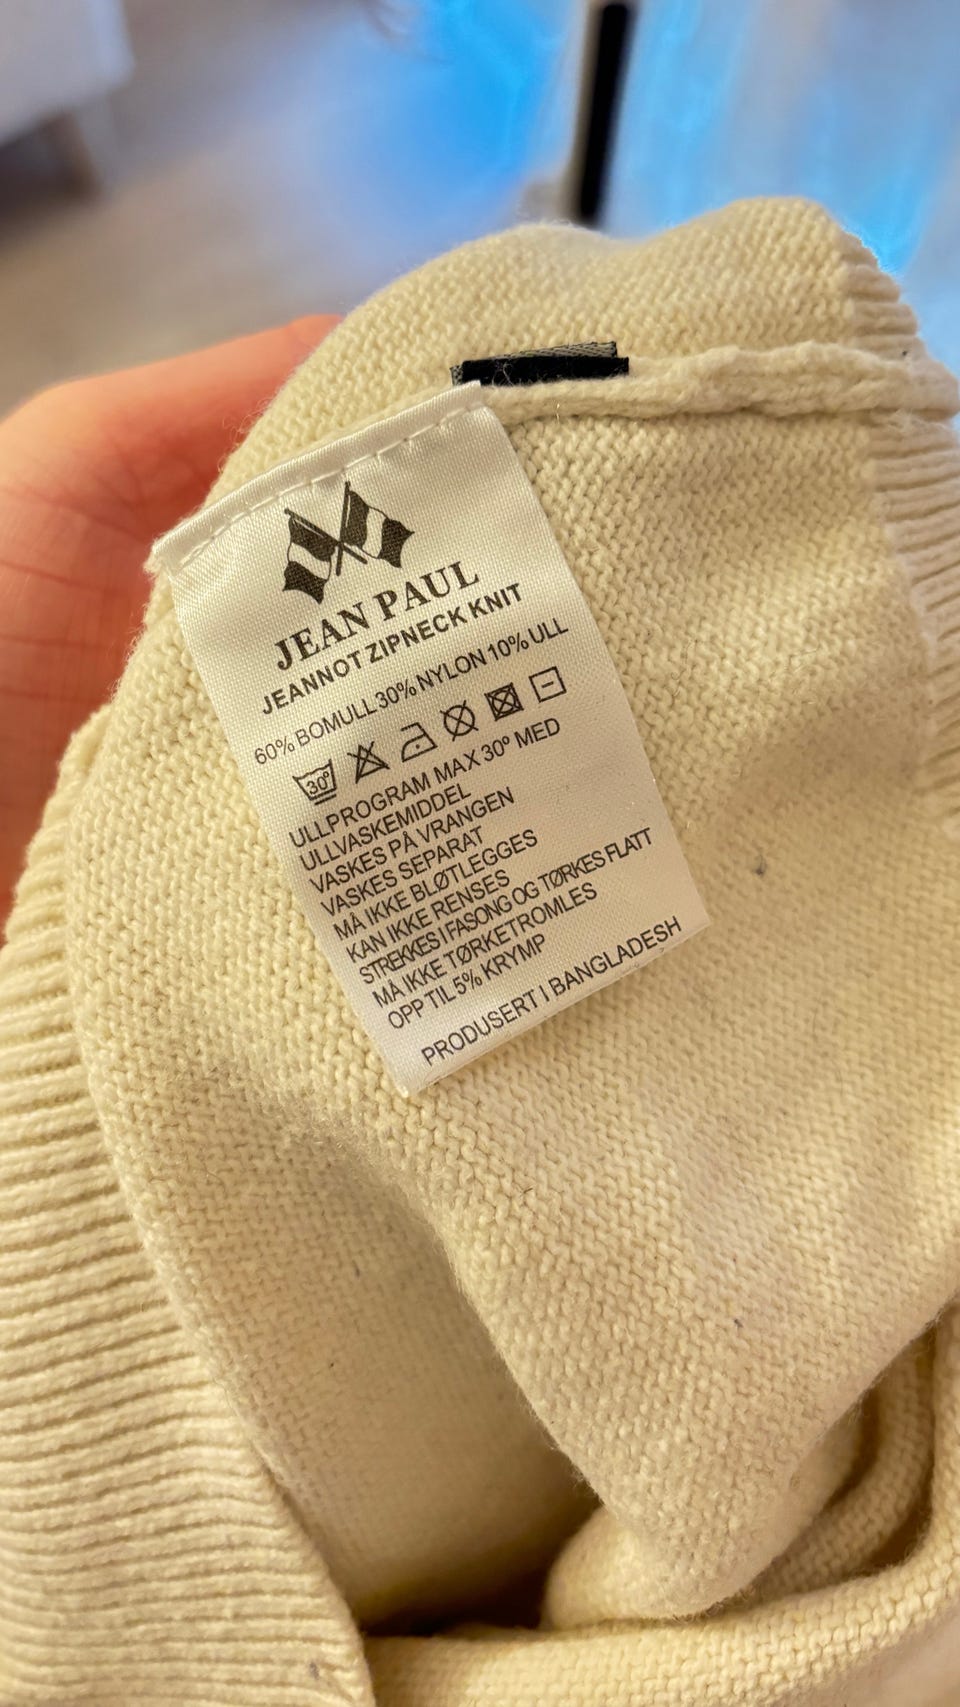 JEAN PAUL
JEANNOT ZIPNECK KNIT
60% BOMULL 30% NYLON 10% ULL
30°
ULLPROGRAM MAX 30° MED
ULLVASKEMIDDEL
VASKES PÅ VRANGEN
VASKES SEPARAT
MÅ IKKE BLØTLEGGES
KAN IKKE RENSES
STREKKES I FASONG OG TØRKES FLATT
MÅ IKKE TØRKETROMLES
OPP TIL 5% KRYMP
PRODUSERT I BANGLADESH